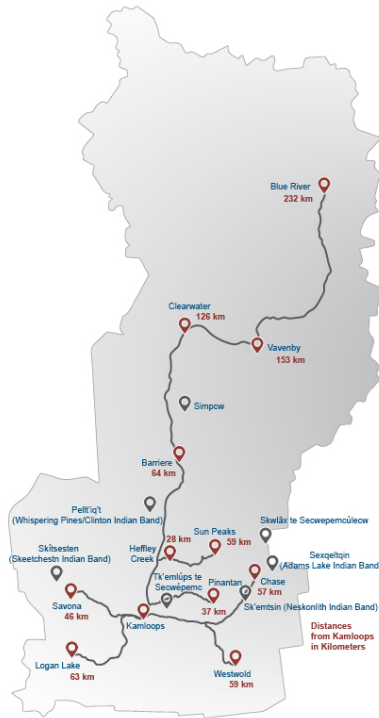 Blue River
232 km
Clearwater
126 km
Vavenby
153 km
Simpcw
Barriere
64 km
Pellt'iq't
(Whispering Pines/Clinton Indian Band)
Skwlāx te Secwepemcúlecw
28 km
Sun Peaks
59 km
Heffley
Creek
Skítsesten
(Skeetchestn Indian Band)
Sexqeltqin
(Adams Lake Indian Band)
Tk'emlúps te
Secwépemc
Pinantan
37 km
Chase
57 km
Savona
46 km
Sk'emtsin (Neskonlith Indian Band)
Kamloops
Distances
from Kamloops
in Kilometers
Logan Lake
63 km
Westwold
59 km